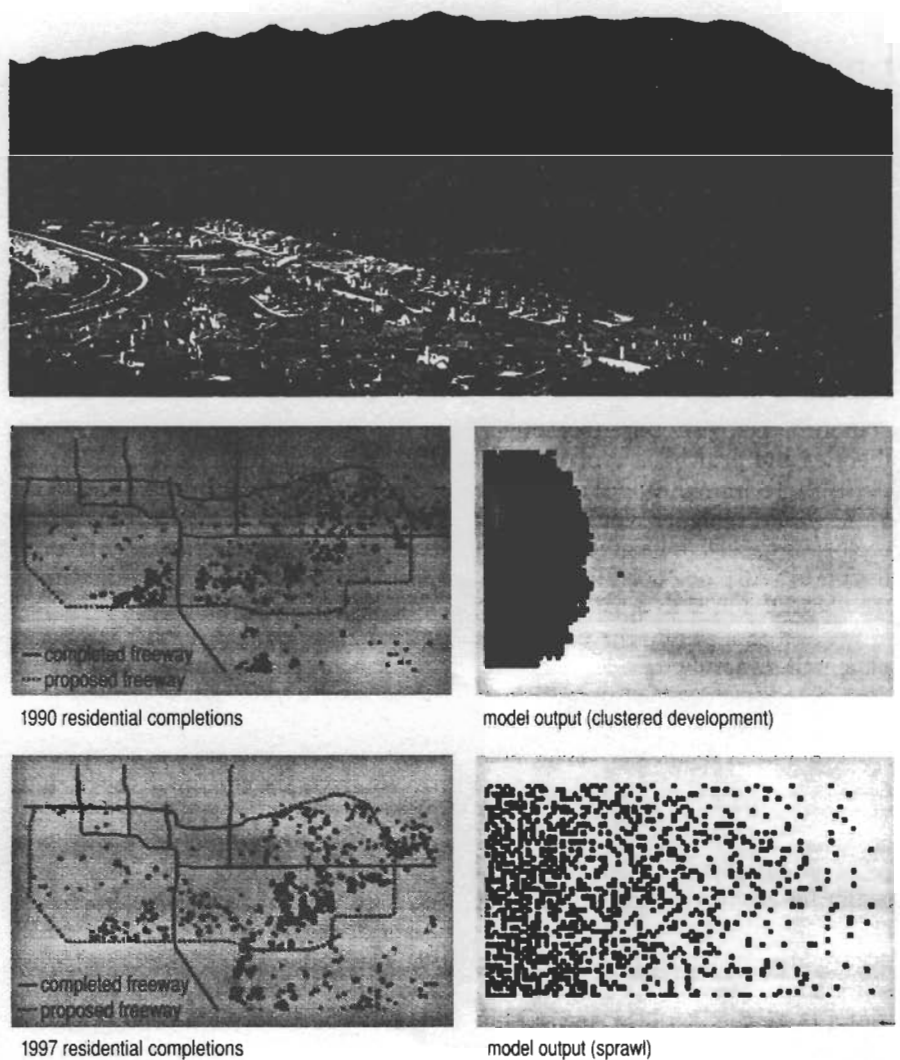 completed freeway
proposed freeway
1990 residential completions
model output (clustered development)
completed freeway
proposed freeway
1997 residential completions
model output (sprawl)